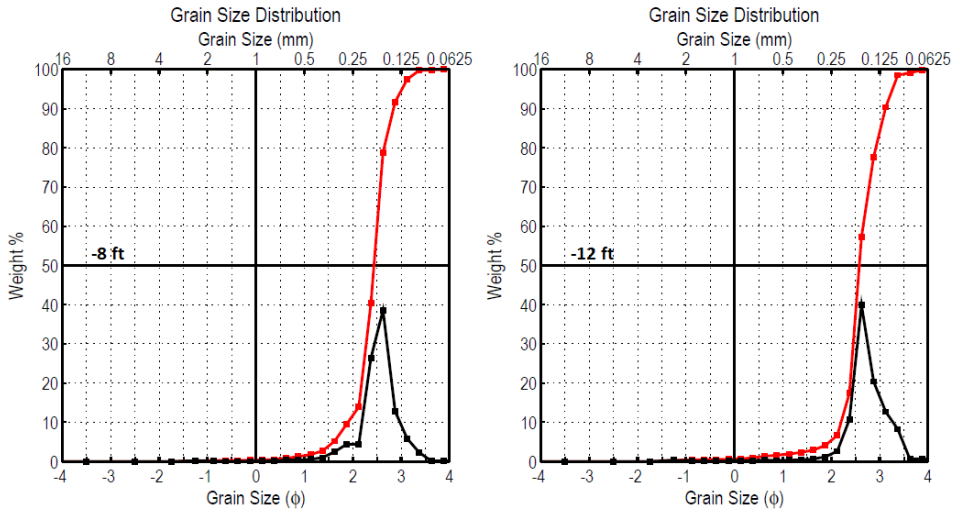 Grain Size Distribution
Grain Size (mm)
16 8 4 2 1 0.5 0.25 0.125 0.0625
100
90
80
70
60
50
40
30
20
10
0
Weight %
-8 ft
-4 -3 -2 -1 0 1 2 3 4
Grain Size (ϕ)
Grain Size Distribution
Grain Size (mm)
16 8 4 2 1 0.5 0.25 0.125 0.0625
100
90
80
70
60
50
40
30
20
10
0
Weight %
-12 ft
-4 -3 -2 -1 0 1 2 3 4
Grain Size (ϕ)